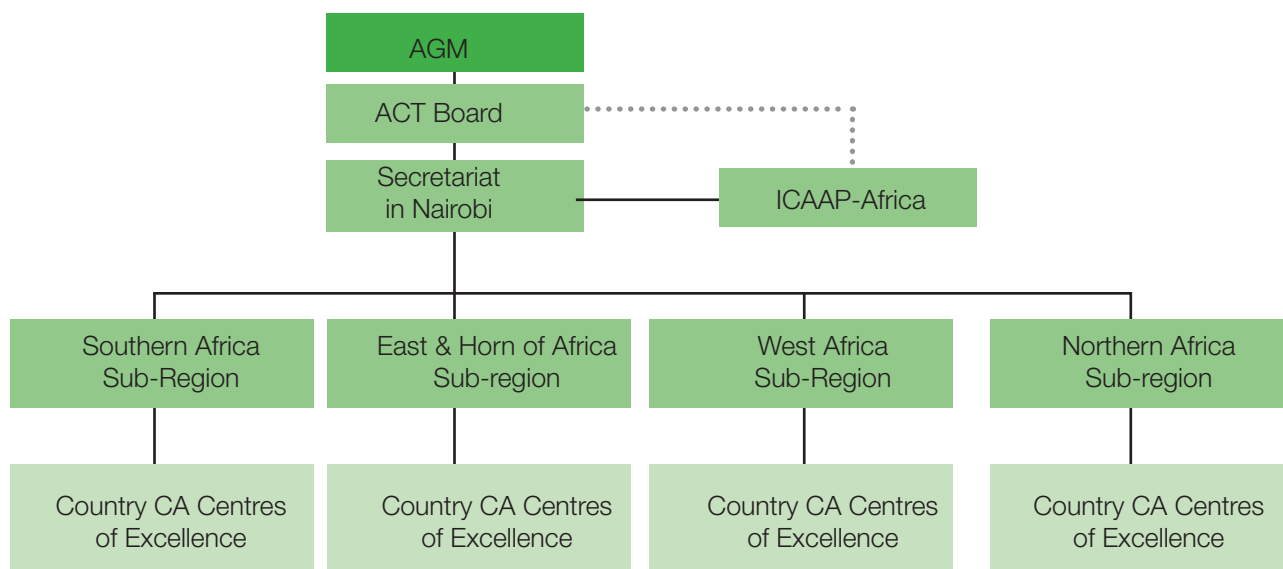 AGM
ACT Board
Secretariat
in Nairobi
ICAAP-Africa
Southern Africa
Sub-Region
East & Horn of Africa
Sub-region
West Africa
Sub-Region
Northern Africa
Sub-region
Country CA Centres
of Excellence
Country CA Centres
of Excellence
Country CA Centres
of Excellence
Country CA Centres
of Excellence